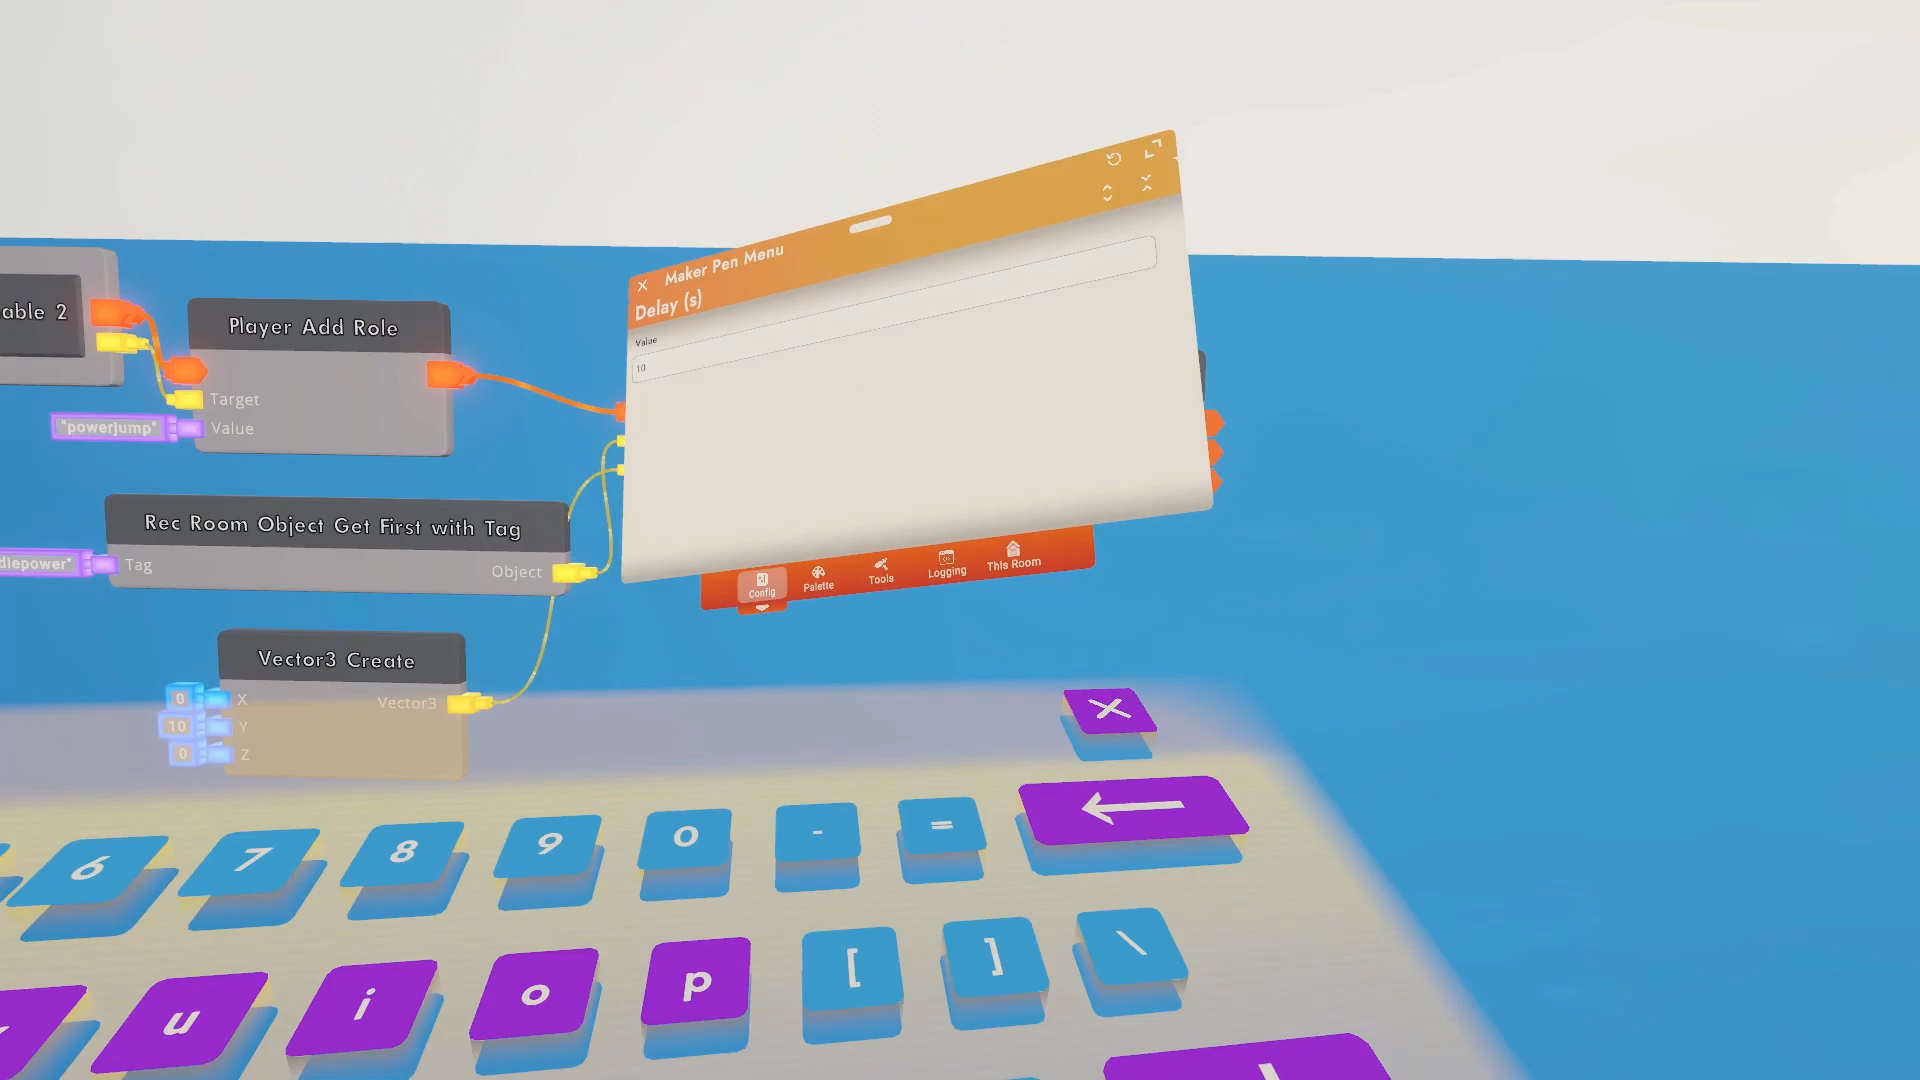 able 2
Player Add Role
Target
"powerjump"
Value
Rec Room Object Get First with Tag
diepower"
Tag
Object
Vector3 Create
0
X
Vector3
10
Y
0
Z
Maker Pen Menu
Delay (s)
Value
10
Config
Palette
Tools
Logging
This Room
6
7
8
9
0
-
=
u
i
o
p
[
]
\